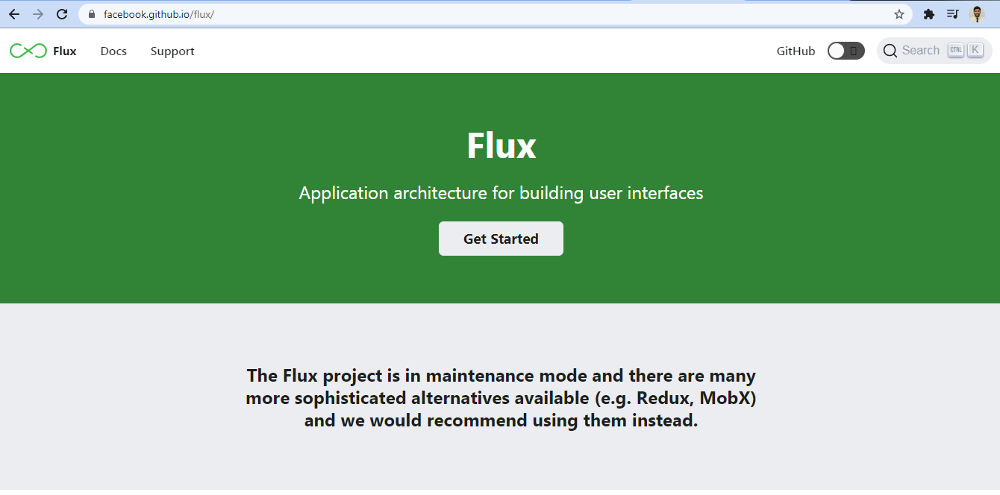 facebook.github.io/flux/
Flux Docs Support GitHub Search CTRL K
Flux
Application architecture for building user interfaces
Get Started
The Flux project is in maintenance mode and there are many
more sophisticated alternatives available (e.g. Redux, MobX)
and we would recommend using them instead.